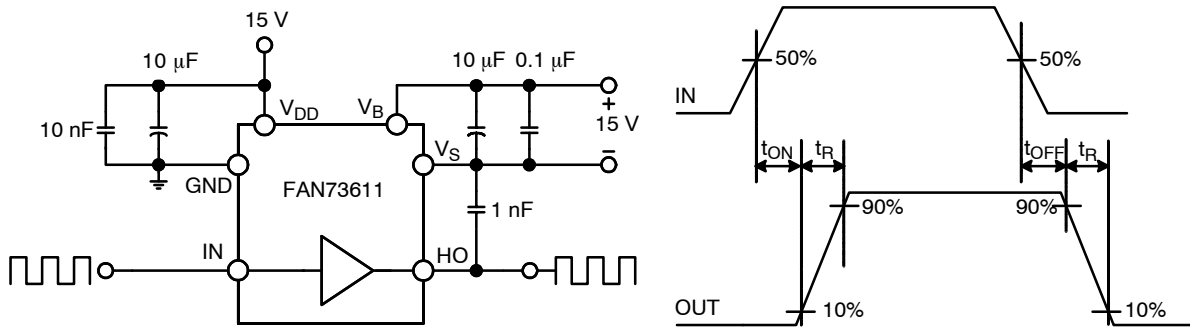 15 V
10 μF
10 μF 0.1 μF
10 nF
VDD
VB
+
15 V
−
GND
VS
FAN73611
1 nF
IN
HO
50%
50%
IN
tON
tR
tOFF
tR
90%
90%
OUT
10%
10%